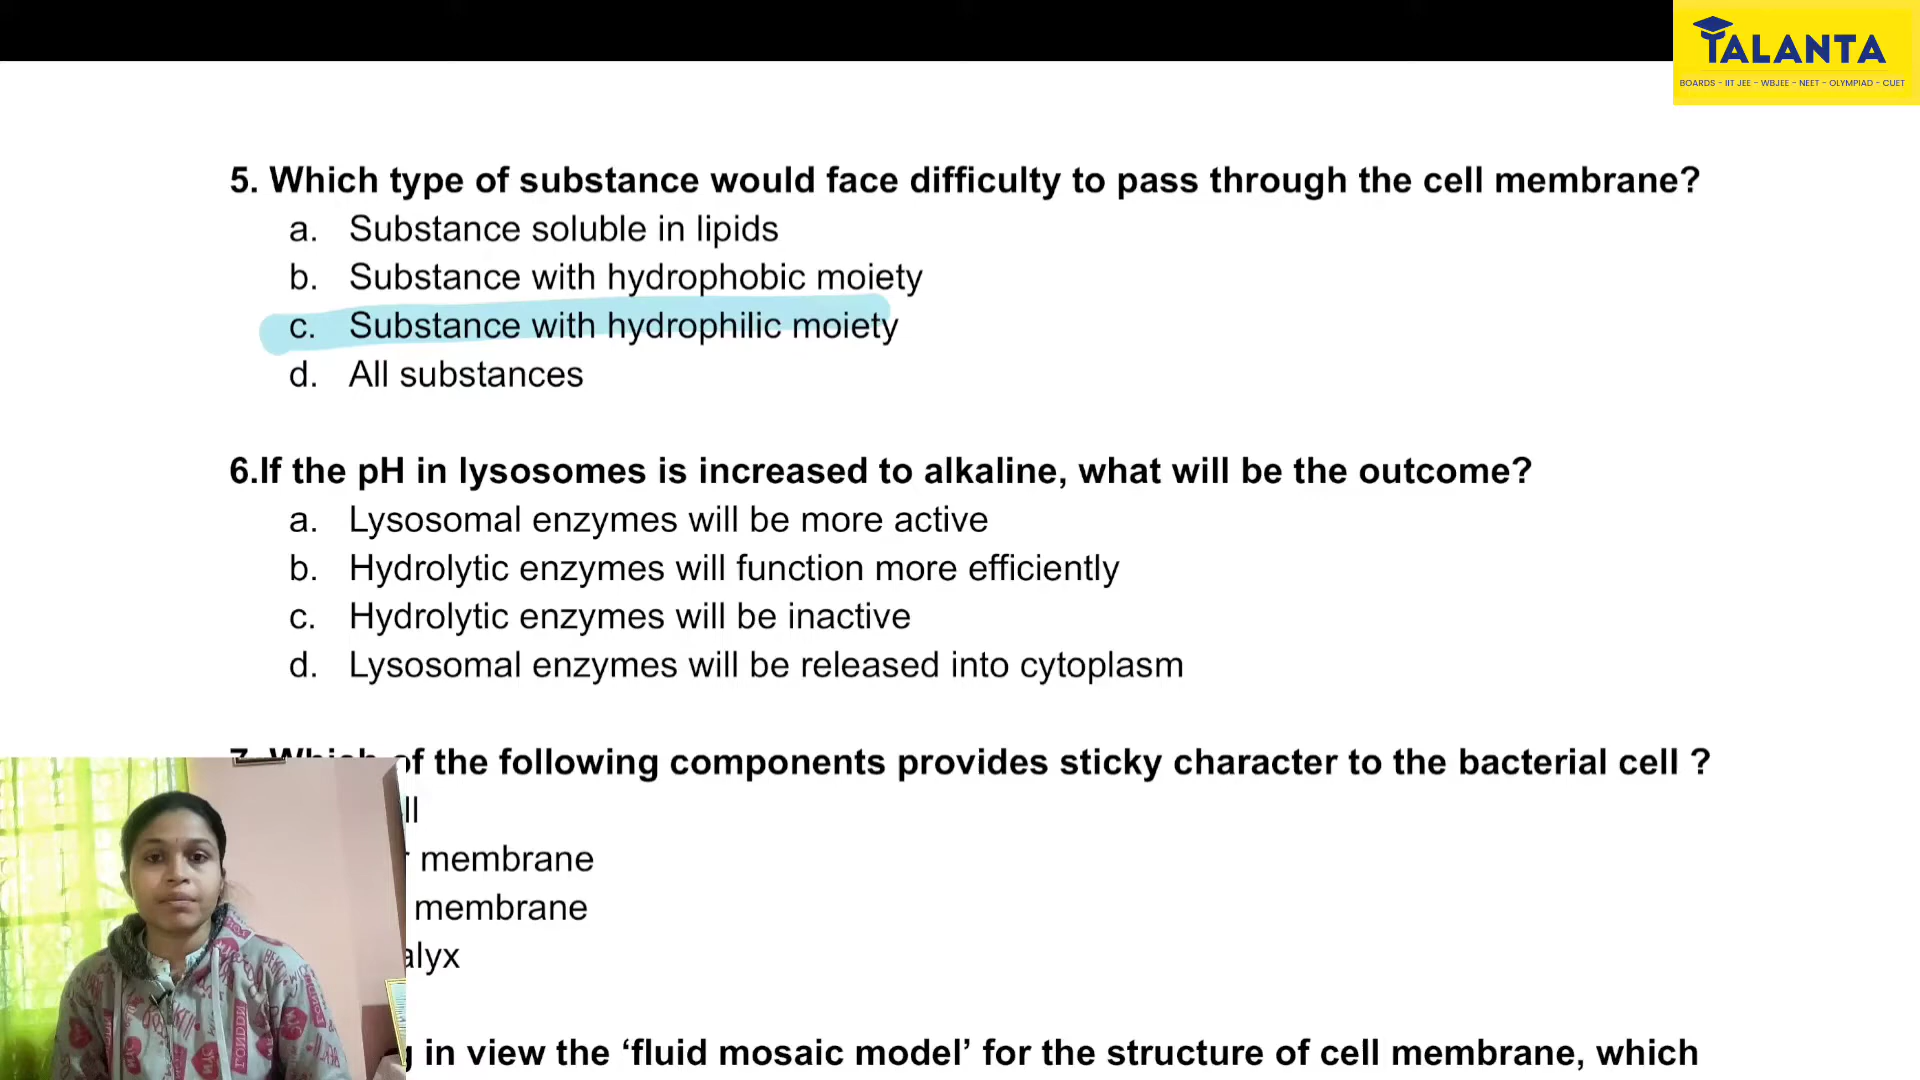 TALANTA
BOARDS - IIT JEE - WBJEE - NEET - OLYMPIAD - CUET
5. Which type of substance would face difficulty to pass through the cell membrane?
a. Substance soluble in lipids
b. Substance with hydrophobic moiety
c. Substance with hydrophilic moiety
d. All substances
6.If the pH in lysosomes is increased to alkaline, what will be the outcome?
a. Lysosomal enzymes will be more active
b. Hydrolytic enzymes will function more efficiently
c. Hydrolytic enzymes will be inactive
d. Lysosomal enzymes will be released into cytoplasm
7. Which of the following components provides sticky character to the bacterial cell ?
membrane
membrane
in view the ‘fluid mosaic model’ for the structure of cell membrane, which